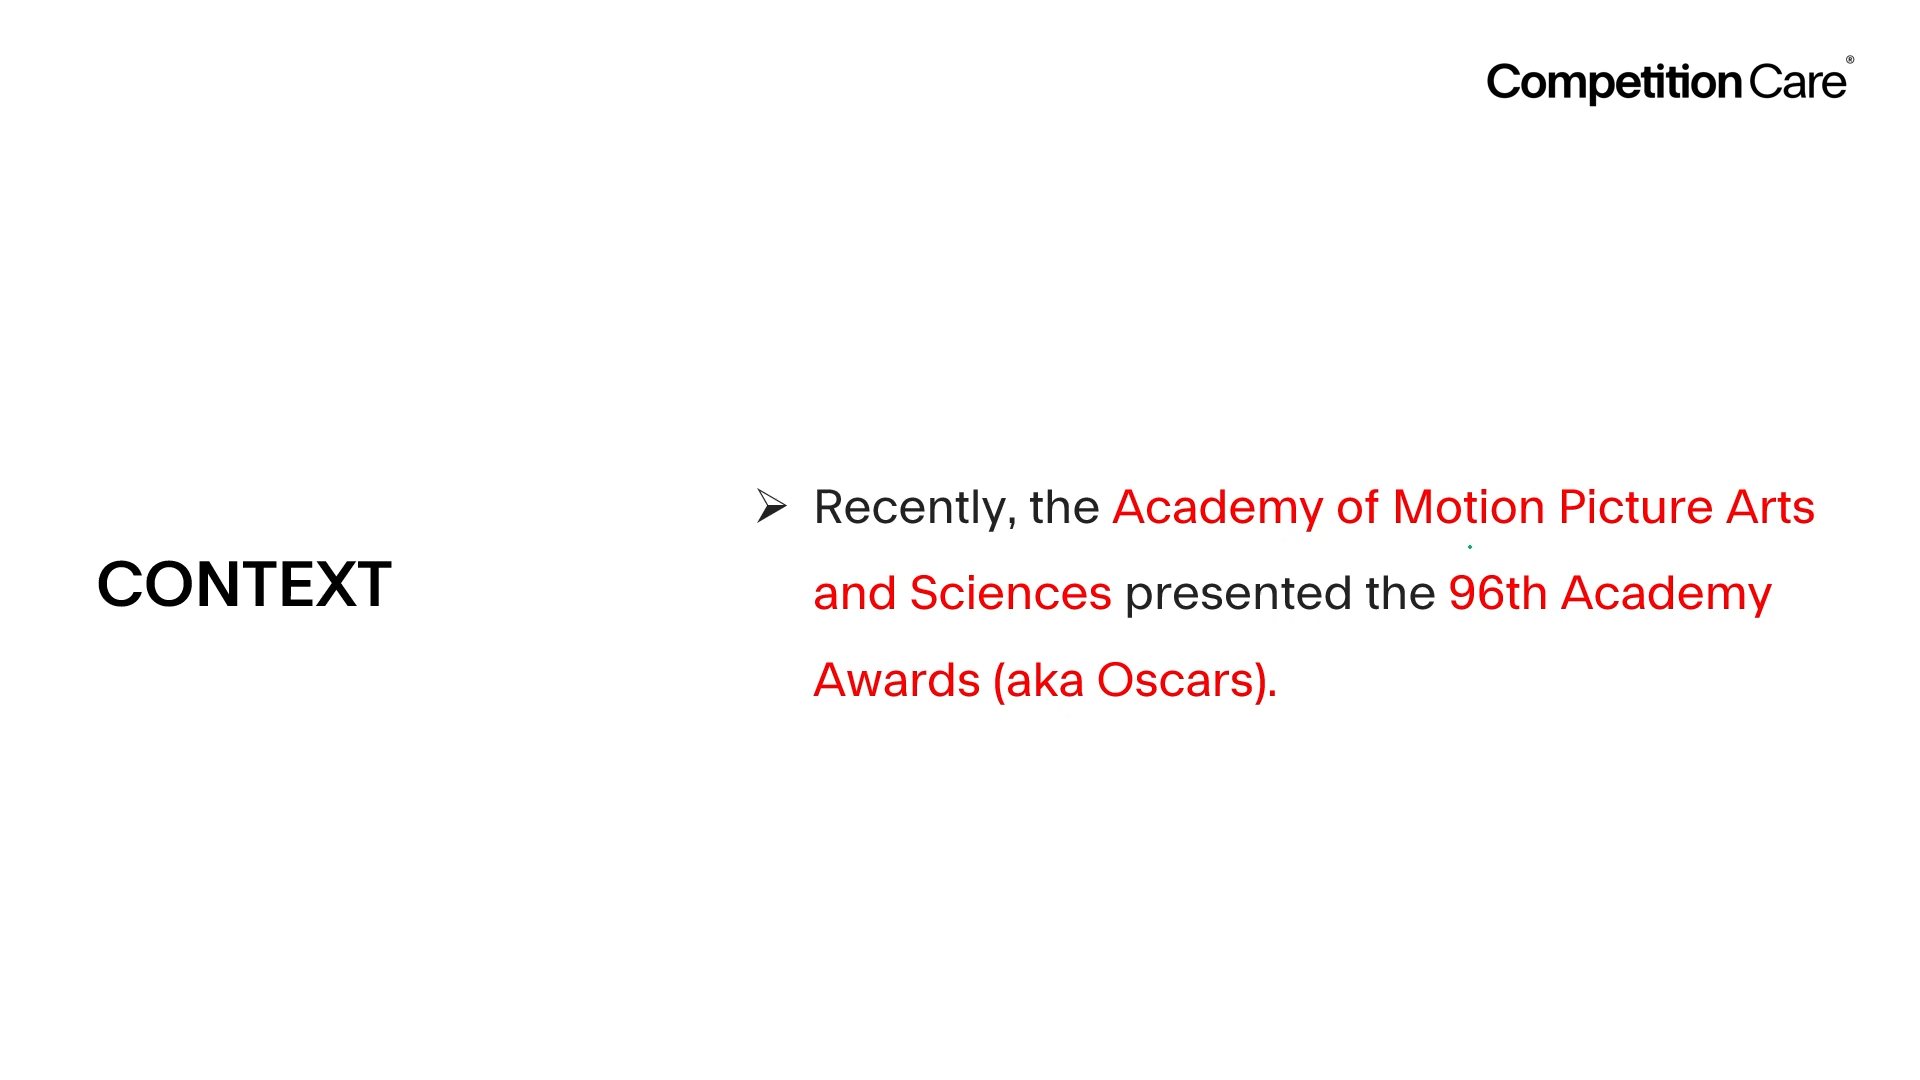 Competition Care®
CONTEXT
➢ Recently, the Academy of Motion Picture Arts
and Sciences presented the 96th Academy
Awards (aka Oscars).